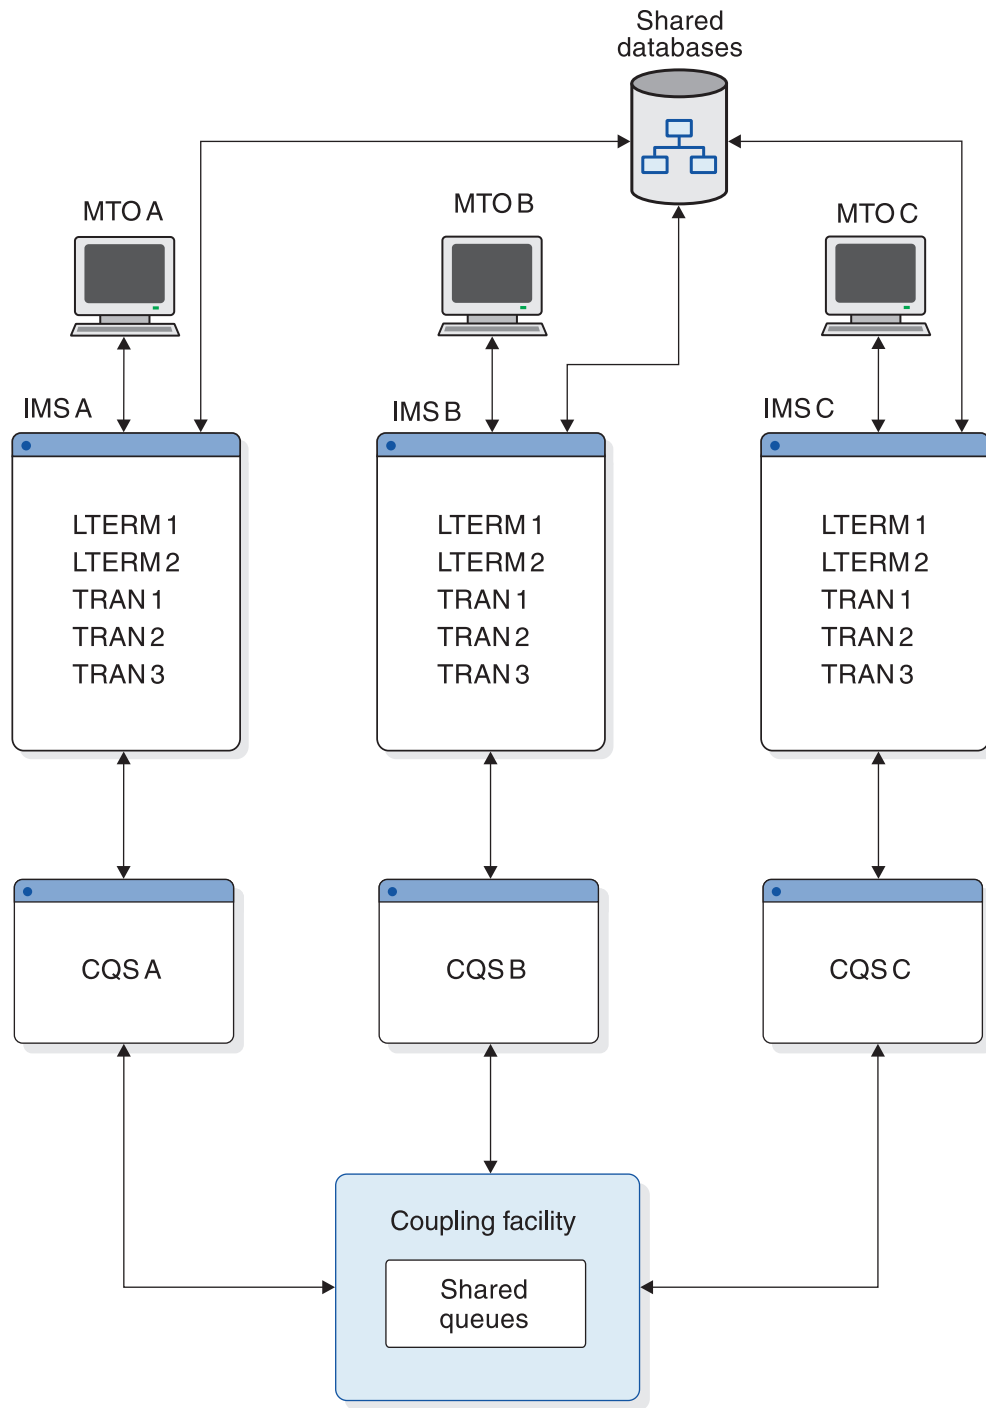 Shared
databases
MTO A
MTO B
MTO C
IMS A
IMS B
IMS C
LTERM 1
LTERM 2
TRAN 1
TRAN 2
TRAN 3
LTERM 1
LTERM 2
TRAN 1
TRAN 2
TRAN 3
LTERM 1
LTERM 2
TRAN 1
TRAN 2
TRAN 3
CQS A
CQS B
CQS C
Coupling facility
Shared
queues